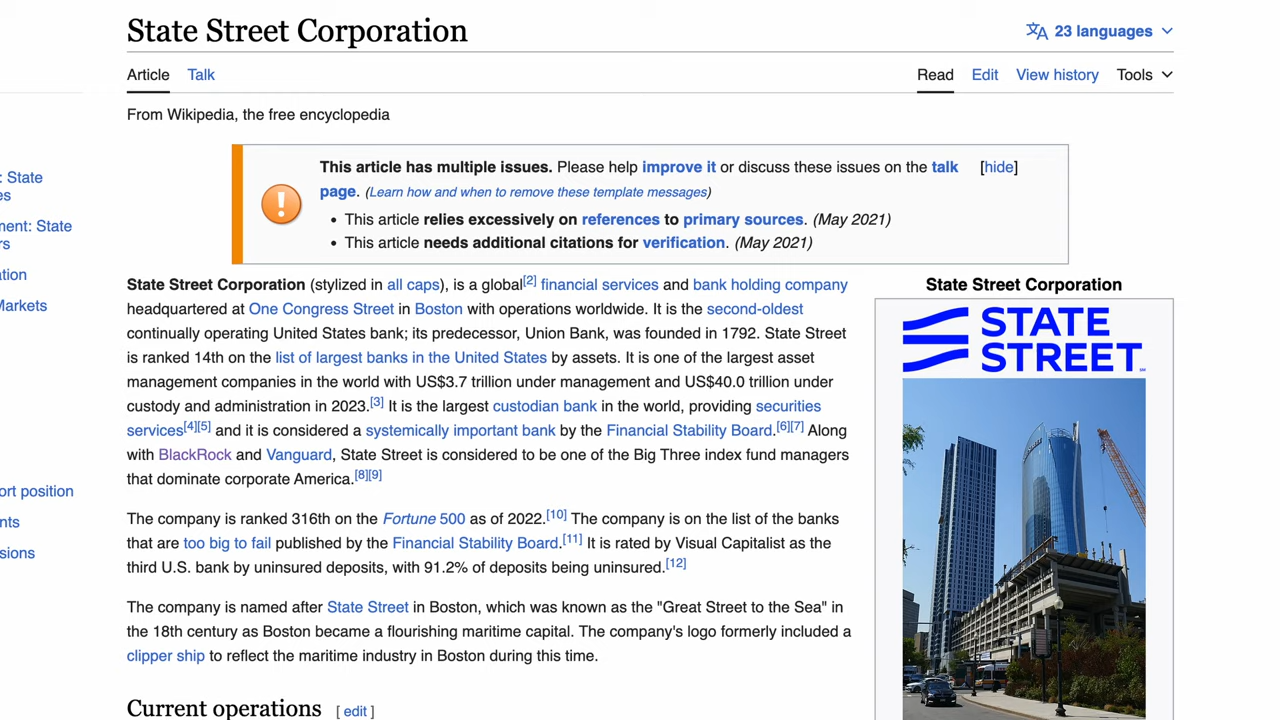 State Street Corporation
23 languages
Article Talk
Read Edit View history Tools
From Wikipedia, the free encyclopedia
This article has multiple issues. Please help improve it or discuss these issues on the talk [hide]
page. (Learn how and when to remove these template messages)
• This article relies excessively on references to primary sources. (May 2021)
• This article needs additional citations for verification. (May 2021)
: State
es
ment: State
rs
ation
Markets
ort position
nts
sions
State Street Corporation (stylized in all caps), is a global[2] financial services and bank holding company
headquartered at One Congress Street in Boston with operations worldwide. It is the second-oldest
continually operating United States bank; its predecessor, Union Bank, was founded in 1792. State Street
is ranked 14th on the list of largest banks in the United States by assets. It is one of the largest asset
management companies in the world with US$3.7 trillion under management and US$40.0 trillion under
custody and administration in 2023.[3] It is the largest custodian bank in the world, providing securities
services[4][5] and it is considered a systemically important bank by the Financial Stability Board.[6][7] Along
with BlackRock and Vanguard, State Street is considered to be one of the Big Three index fund managers
that dominate corporate America.[8][9]
The company is ranked 316th on the Fortune 500 as of 2022.[10] The company is on the list of the banks
that are too big to fail published by the Financial Stability Board.[11] It is rated by Visual Capitalist as the
third U.S. bank by uninsured deposits, with 91.2% of deposits being uninsured.[12]
The company is named after State Street in Boston, which was known as the "Great Street to the Sea" in
the 18th century as Boston became a flourishing maritime capital. The company's logo formerly included a
clipper ship to reflect the maritime industry in Boston during this time.
Current operations [ edit ]
State Street Corporation
STATE
STREET